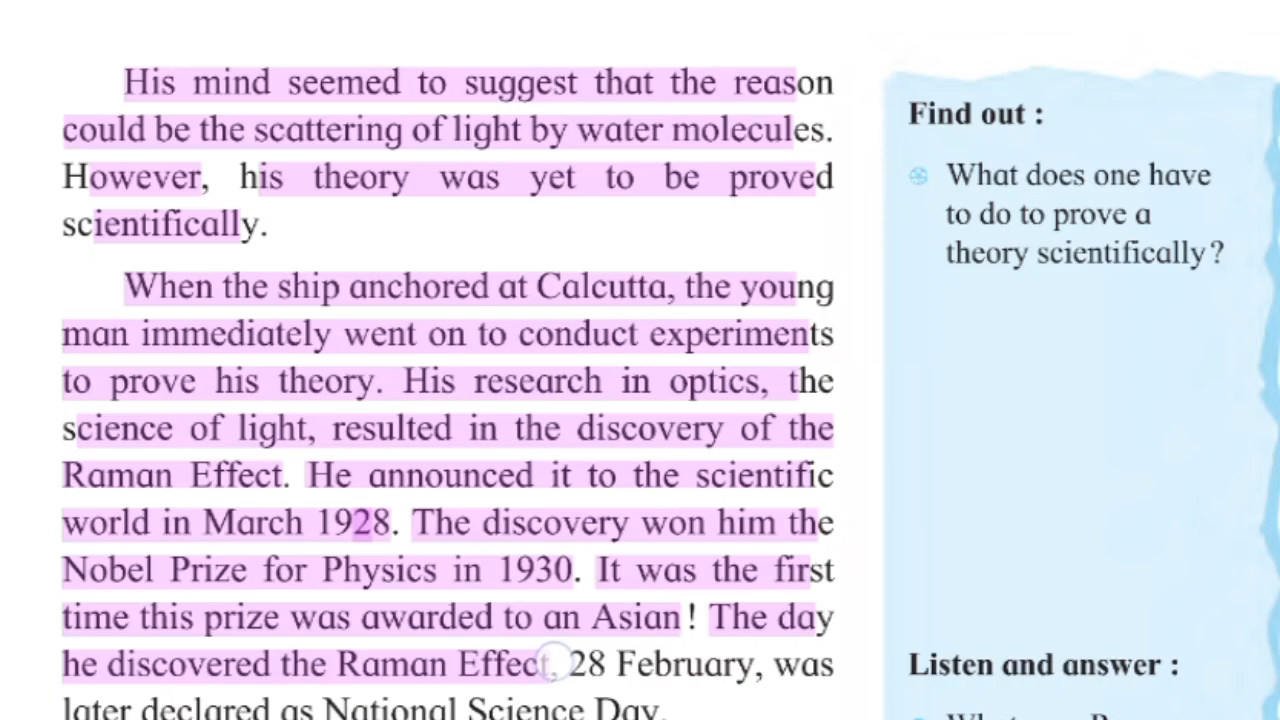 His mind seemed to suggest that the reason
could be the scattering of light by water molecules.
However, his theory was yet to be proved
scientifically.
When the ship anchored at Calcutta, the young
man immediately went on to conduct experiments
to prove his theory. His research in optics, the
science of light, resulted in the discovery of the
Raman Effect. He announced it to the scientific
world in March 1928. The discovery won him the
Nobel Prize for Physics in 1930. It was the first
time this prize was awarded to an Asian! The day
he discovered the Raman Effect, 28 February, was
later declared as National Science Day.
Find out :
What does one have
to do to prove a
theory scientifically?
Listen and answer :